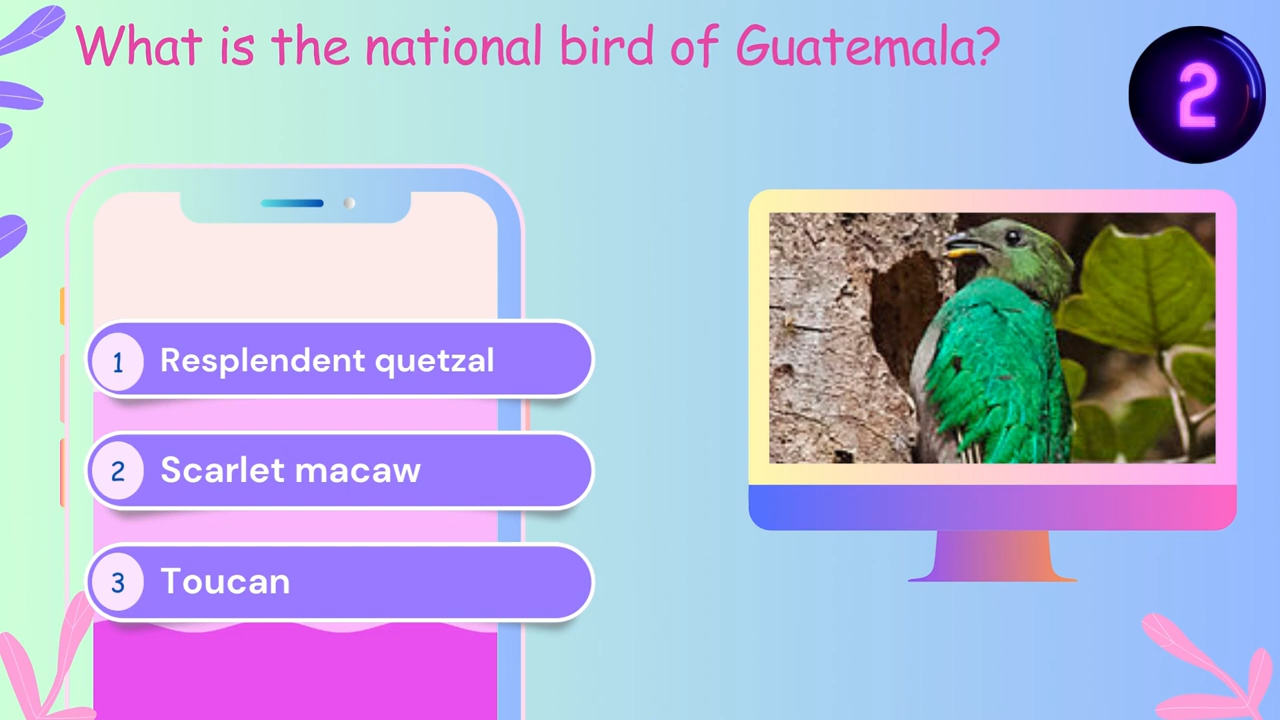 What is the national bird of Guatemala?
2
1 Resplendent quetzal
2 Scarlet macaw
3 Toucan